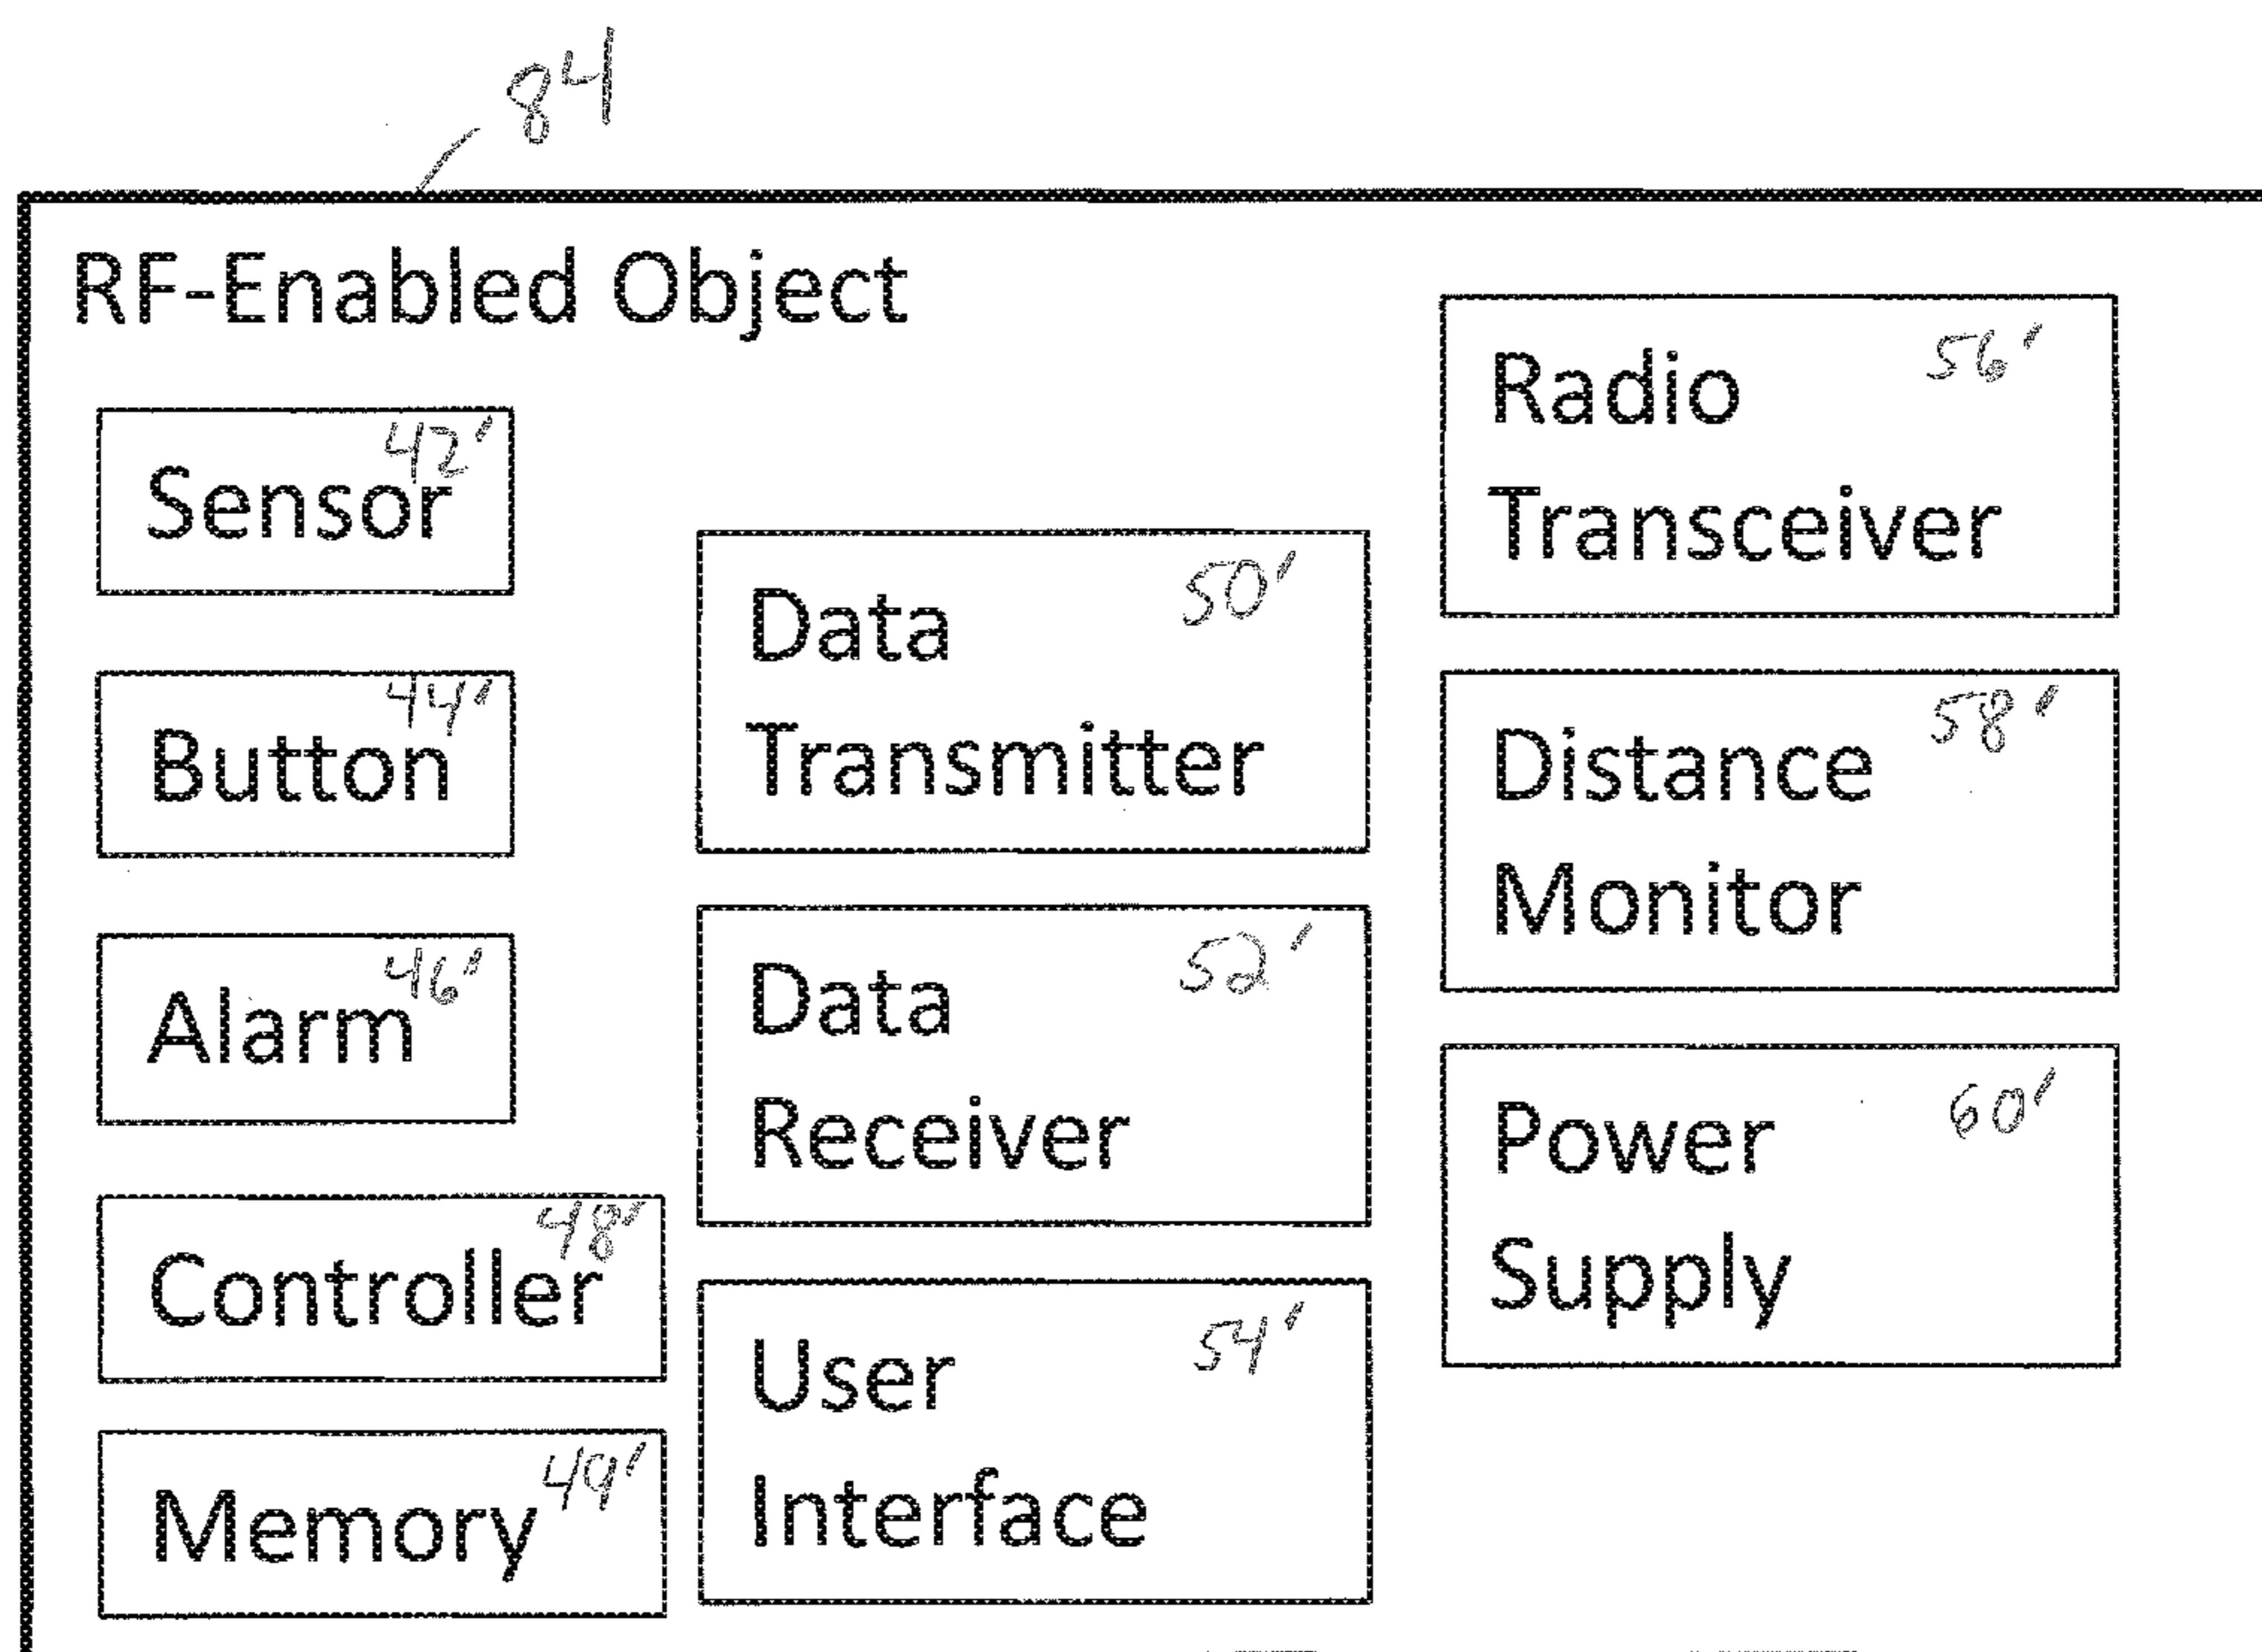 84
RF-Enabled Object
42'
Sensor
44'
Button
46'
Alarm
48'
Controller
49'
Memory
50'
Data
Transmitter
52'
Data
Receiver
54'
User
Interface
56'
Radio
Transceiver
58'
Distance
Monitor
60'
Power
Supply